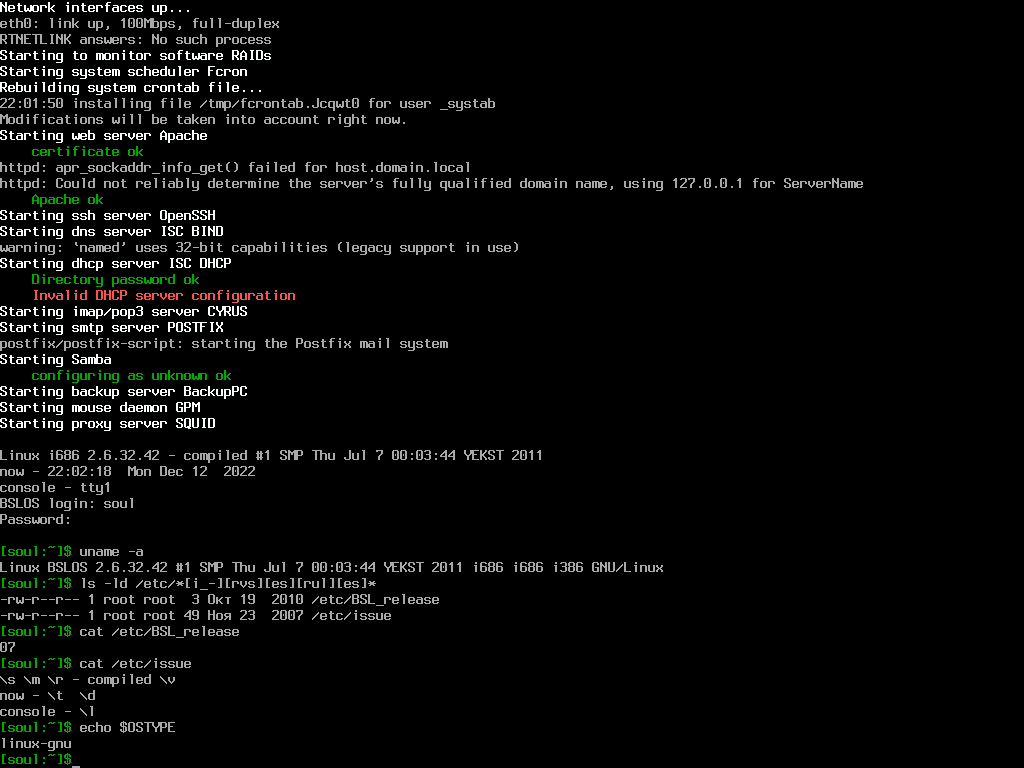 Network interfaces up...
eth0: link up, 100Mbps, full-duplex
RTNETLINK answers: No such process
Starting to monitor software RAIDs
Starting system scheduler Fcron
Rebuilding system crontab file...
22:01:50 installing file /tmp/fcrontab.Jcqwt0 for user _systab
Modifications will be taken into account right now.
Starting web server Apache
    certificate ok
httpd: apr_sockaddr_info_get() failed for host.domain.local
httpd: Could not reliably determine the server's fully qualified domain name, using 127.0.0.1 for ServerName
    Apache ok
Starting ssh server OpenSSH
Starting dns server ISC BIND
warning: `named' uses 32-bit capabilities (legacy support in use)
Starting dhcp server ISC DHCP
    Directory password ok
    Invalid DHCP server configuration
Starting imap/pop3 server CYRUS
Starting smtp server POSTFIX
postfix/postfix-script: starting the Postfix mail system
Starting Samba
    configuring as unknown ok
Starting backup server BackupPC
Starting mouse daemon GPM
Starting proxy server SQUID
Linux i686 2.6.32.42 - compiled #1 SMP Thu Jul 7 00:03:44 YEKST 2011
now - 22:02:18  Mon Dec 12  2022
console - tty1
BSLOS login: soul
Password:
[soul:~]$ uname -a
Linux BSLOS 2.6.32.42 #1 SMP Thu Jul 7 00:03:44 YEKST 2011 i686 i686 i386 GNU/Linux
[soul:~]$ ls -ld /etc/*[i_-][rvs][es][rul][es]*
-rw-r--r-- 1 root root  3 Окт 19  2010 /etc/BSL_release
-rw-r--r-- 1 root root 49 Ноя 23  2007 /etc/issue
[soul:~]$ cat /etc/BSL_release
07
[soul:~]$ cat /etc/issue
\s \m \r - compiled \v
now - \t  \d
console - \l
[soul:~]$ echo $OSTYPE
linux-gnu
[soul:~]$